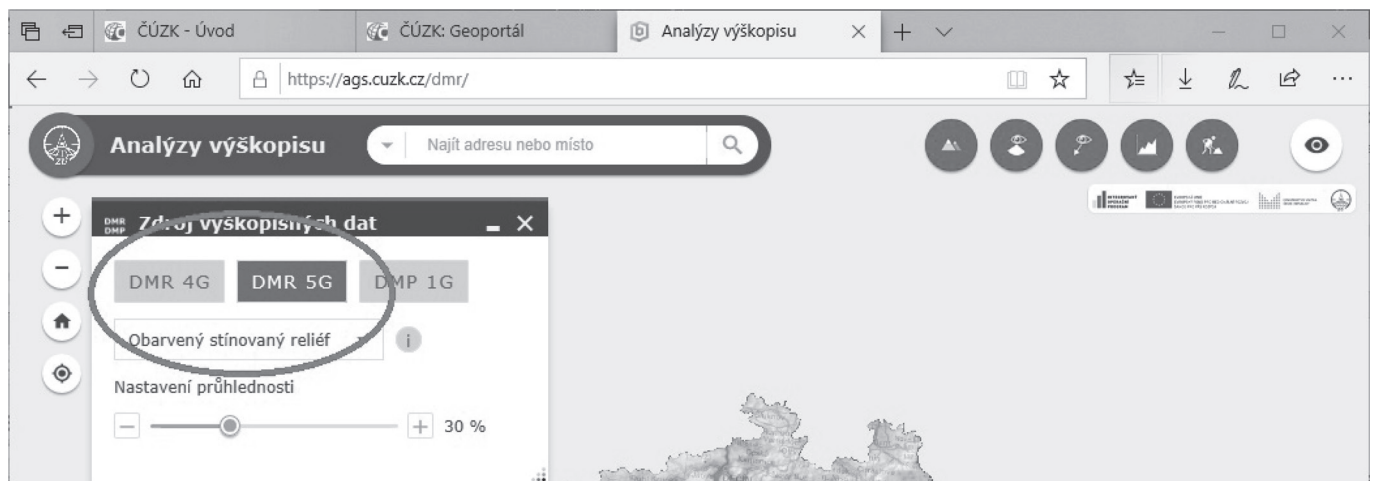 ČÚZK - Úvod
ČÚZK: Geoportál
Analýzy výškopisu
https://ags.cuzk.cz/dmr/
Analýzy výškopisu
Najít adresu nebo místo
DMR
DMP
Zdroj výškopisných dat
DMR 4G
DMR 5G
DMP 1G
Obarvený stínovaný reliéf
i
Nastavení průhlednosti
30 %